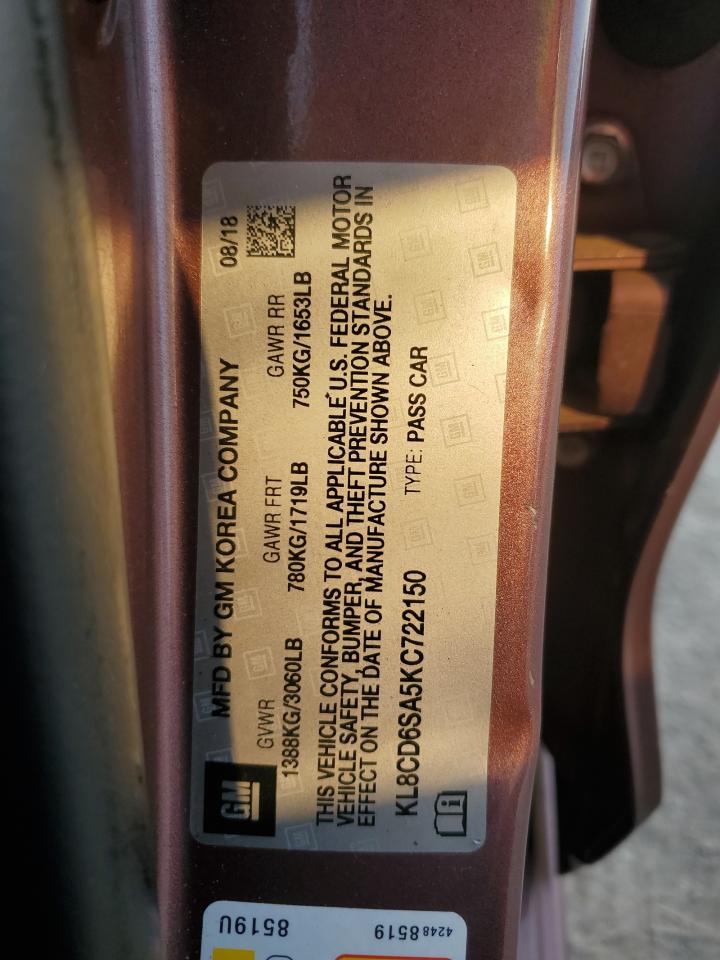 GM
MFD BY GM KOREA COMPANY 08/18
GVWR GAWR FRT GAWR RR
1388KG/3060LB 780KG/1719LB 750KG/1653LB
THIS VEHICLE CONFORMS TO ALL APPLICABLE U.S. FEDERAL MOTOR
VEHICLE SAFETY, BUMPER, AND THEFT PREVENTION STANDARDS IN
EFFECT ON THE DATE OF MANUFACTURE SHOWN ABOVE.
KL8CD6SA5KC722150 TYPE: PASS CAR
42488519 8519U